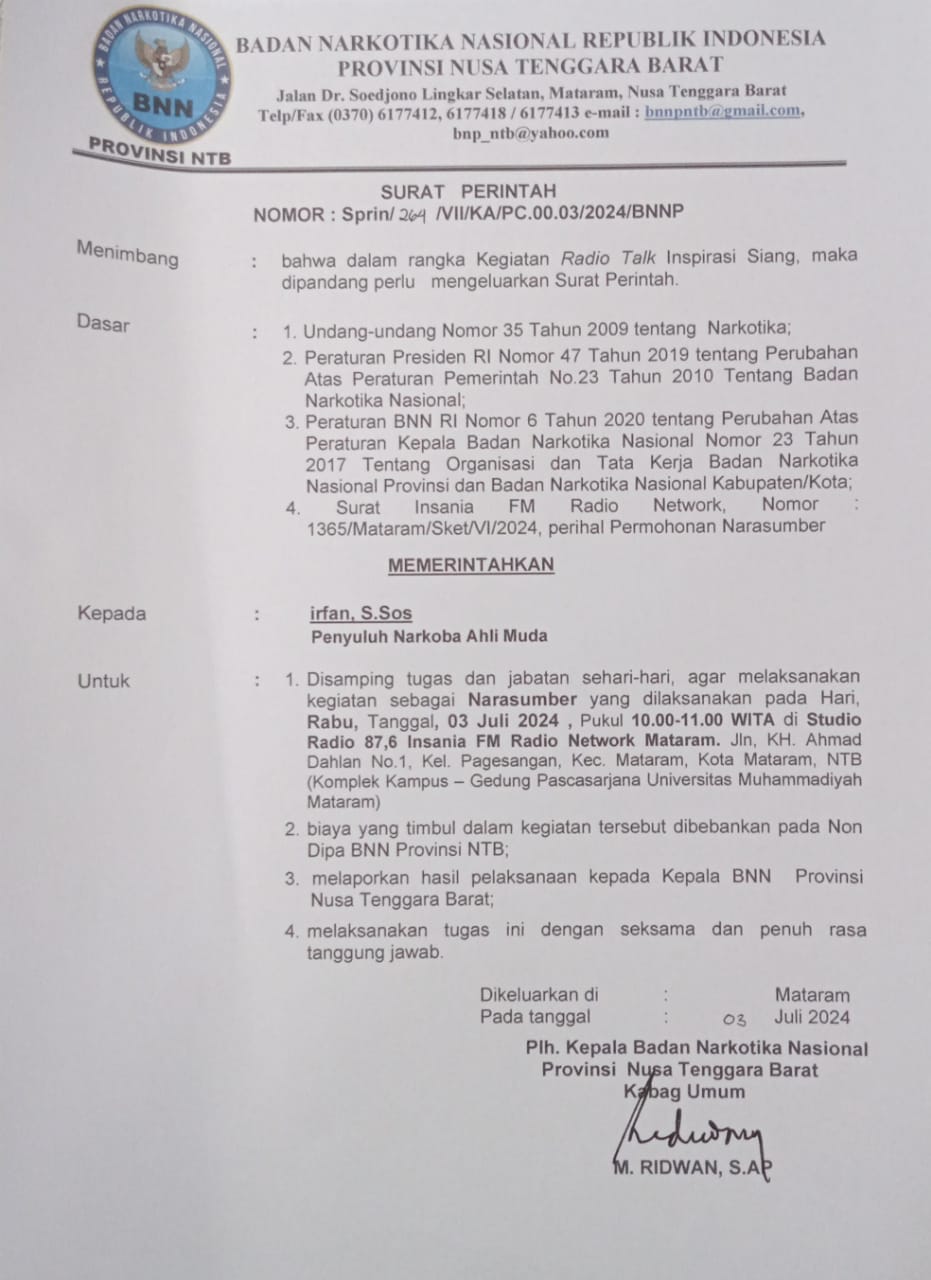 BADAN NARKOTIKA NASIONAL
REPUBLIK INDONESIA
BNN
PROVINSI NTB
BADAN NARKOTIKA NASIONAL REPUBLIK INDONESIA
PROVINSI NUSA TENGGARA BARAT
Jalan Dr. Soedjono Lingkar Selatan, Mataram, Nusa Tenggara Barat
Telp/Fax (0370) 6177412, 6177418 / 6177413 e-mail : bnnpntb@gmail.com,
bnp_ntb@yahoo.com
SURAT PERINTAH
NOMOR : Sprin/ 264 /VII/KA/PC.00.03/2024/BNNP
Menimbang : bahwa dalam rangka Kegiatan Radio Talk Inspirasi Siang, maka
dipandang perlu mengeluarkan Surat Perintah.
Dasar : 1. Undang-undang Nomor 35 Tahun 2009 tentang Narkotika;
2. Peraturan Presiden RI Nomor 47 Tahun 2019 tentang Perubahan
Atas Peraturan Pemerintah No.23 Tahun 2010 Tentang Badan
Narkotika Nasional;
3. Peraturan BNN RI Nomor 6 Tahun 2020 tentang Perubahan Atas
Peraturan Kepala Badan Narkotika Nasional Nomor 23 Tahun
2017 Tentang Organisasi dan Tata Kerja Badan Narkotika
Nasional Provinsi dan Badan Narkotika Nasional Kabupaten/Kota;
4. Surat Insania FM Radio Network, Nomor :
1365/Mataram/Sket/VI/2024, perihal Permohonan Narasumber
MEMERINTAHKAN
Kepada : irfan, S.Sos
Penyuluh Narkoba Ahli Muda
Untuk : 1. Disamping tugas dan jabatan sehari-hari, agar melaksanakan
kegiatan sebagai Narasumber yang dilaksanakan pada Hari,
Rabu, Tanggal, 03 Juli 2024 , Pukul 10.00-11.00 WITA di Studio
Radio 87,6 Insania FM Radio Network Mataram. Jln, KH. Ahmad
Dahlan No.1, Kel. Pagesangan, Kec. Mataram, Kota Mataram, NTB
(Komplek Kampus – Gedung Pascasarjana Universitas Muhammadiyah
Mataram)
2. biaya yang timbul dalam kegiatan tersebut dibebankan pada Non
Dipa BNN Provinsi NTB;
3. melaporkan hasil pelaksanaan kepada Kepala BNN Provinsi
Nusa Tenggara Barat;
4. melaksanakan tugas ini dengan seksama dan penuh rasa
tanggung jawab.
Dikeluarkan di : Mataram
Pada tanggal : 03 Juli 2024
Plh. Kepala Badan Narkotika Nasional
Provinsi Nusa Tenggara Barat
Kabag Umum
M. RIDWAN, S.AP